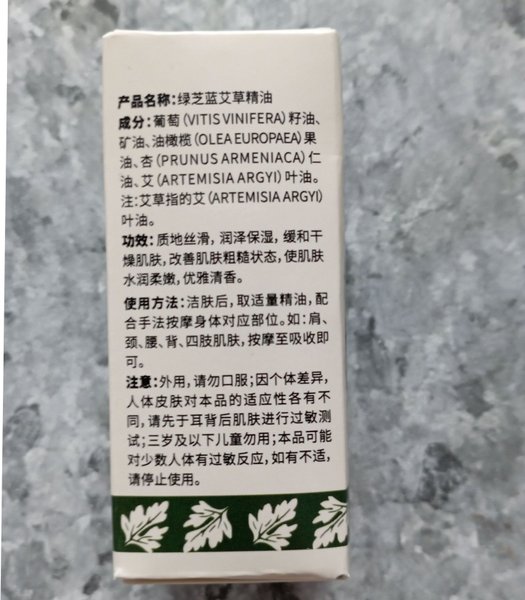 产品名称：绿芝蓝艾草精油
成分：葡萄（VITIS VINIFERA）籽油、
矿油、油橄榄（OLEA EUROPAEA）果
油、杏（PRUNUS ARMENIACA）仁
油、艾（ARTEMISIA ARGYI）叶油。
注：艾草指的艾（ARTEMISIA ARGYI）
叶油。
功效：质地丝滑，润泽保湿，缓和干
燥肌肤，改善肌肤粗糙状态，使肌肤
水润柔嫩，优雅清香。
使用方法：洁肤后，取适量精油，配
合手法按摩身体对应部位。如：肩、
颈、腰、背、四肢肌肤，按摩至吸收即
可。
注意：外用，请勿口服；因个体差异，
人体皮肤对本品的适应性各有不
同，请先于耳背后肌肤进行过敏测
试；三岁及以下儿童勿用；本品可能
对少数人体有过敏反应，如有不适，
请停止使用。